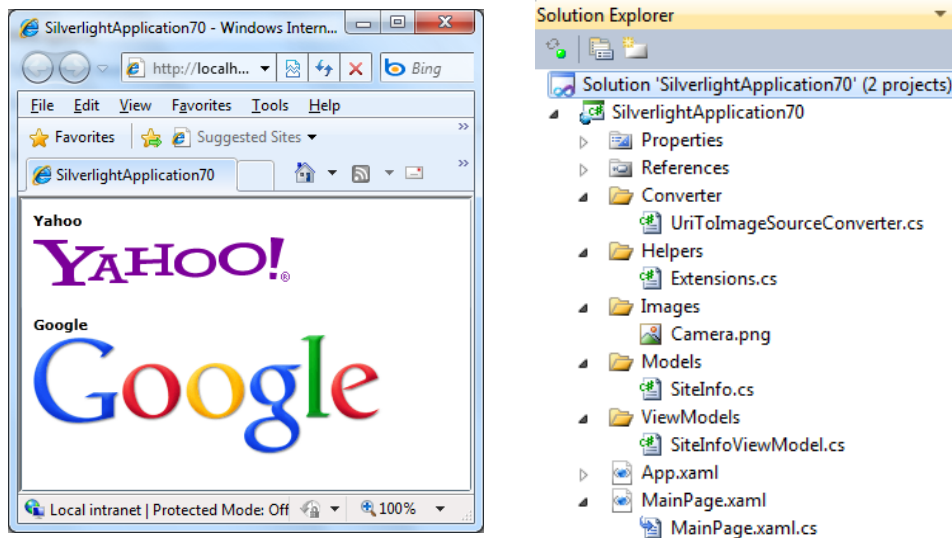 SilverlightApplication70 - Windows Intern...
http://localh...
Bing
File Edit View Favorites Tools Help
Favorites Suggested Sites
SilverlightApplication70
Yahoo
YAHOO!®
Google
Google
Local intranet | Protected Mode: Off 100%
Solution Explorer
Solution 'SilverlightApplication70' (2 projects)
SilverlightApplication70
Properties
References
Converter
UriToImageSourceConverter.cs
Helpers
Extensions.cs
Images
Camera.png
Models
SiteInfo.cs
ViewModels
SiteInfoViewModel.cs
App.xaml
MainPage.xaml
MainPage.xaml.cs